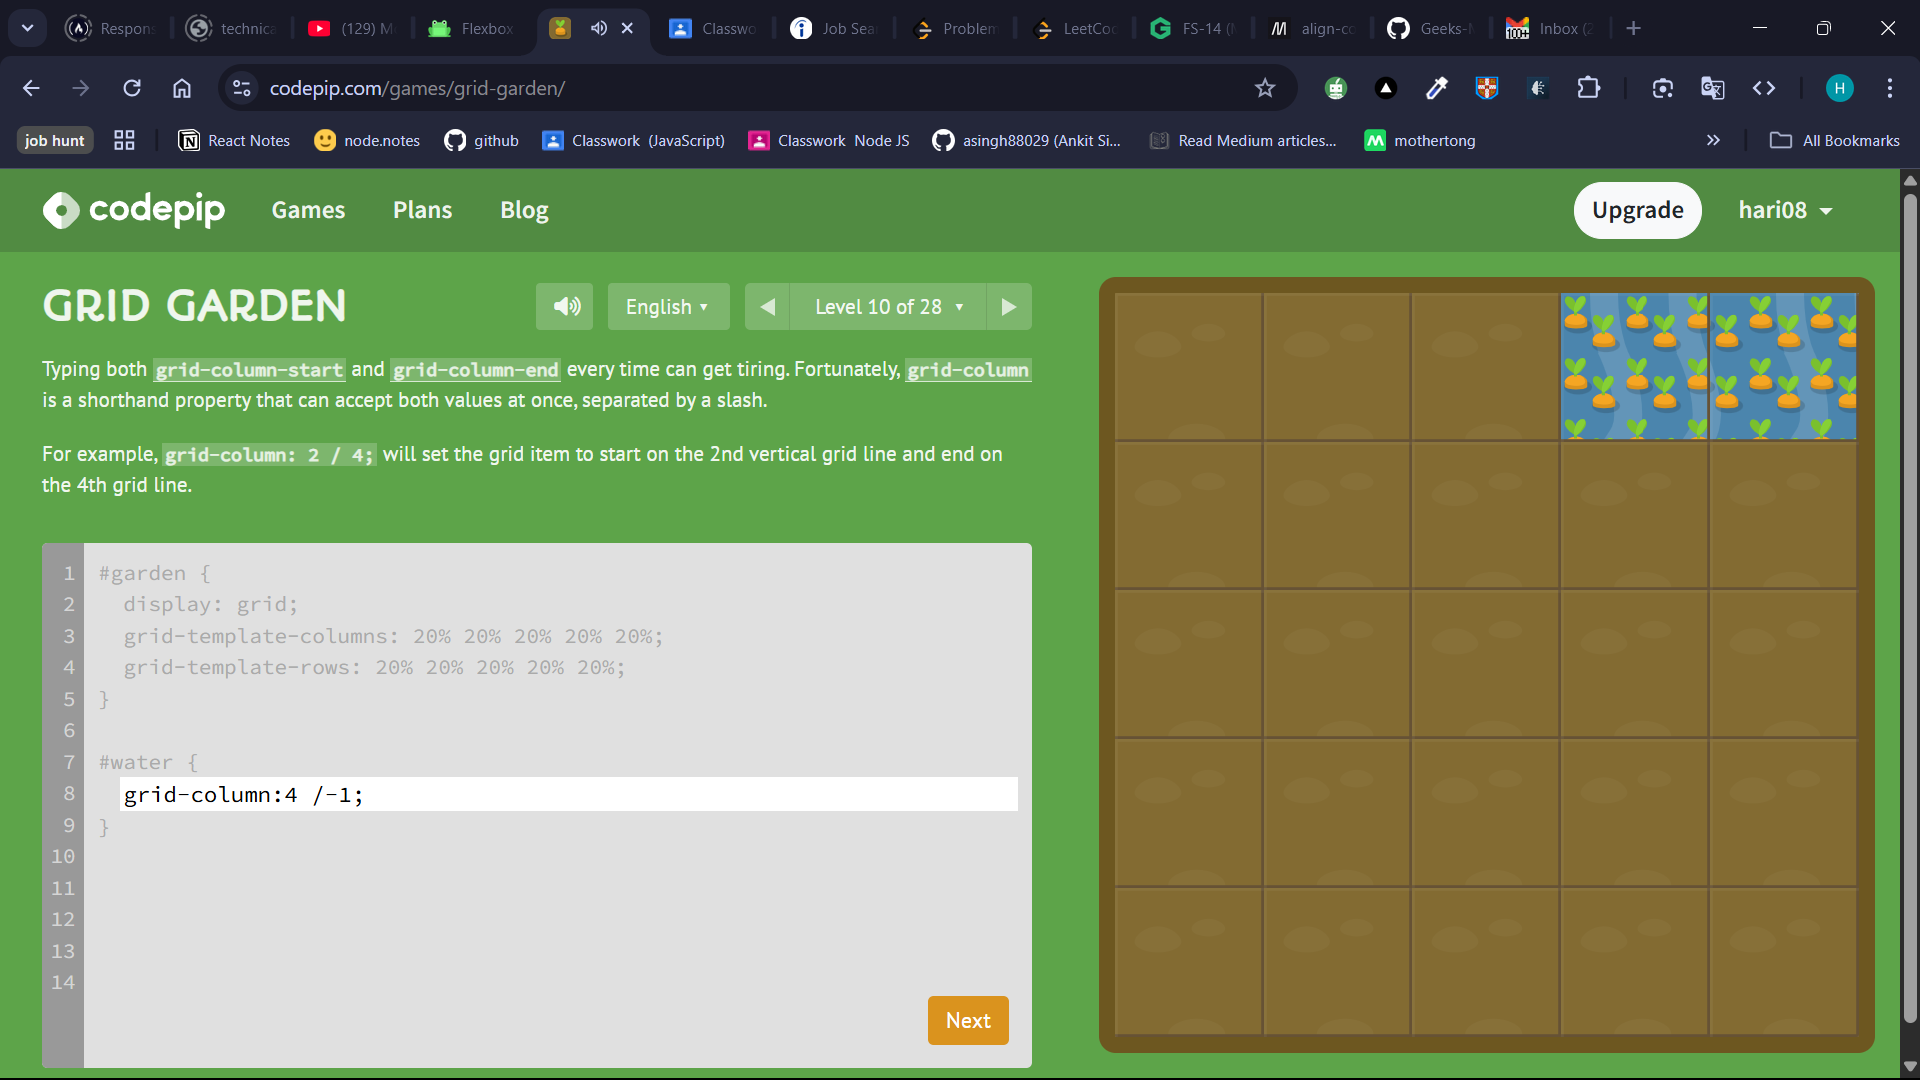 Respons
technica
(129) M
Flexbox
Classwo
Job Sea
Problem
LeetCoc
FS-14 (
align-co
Geeks-
Inbox (2
codepip.com/games/grid-garden/
H
job hunt
React Notes
node.notes
github
Classwork (JavaScript)
Classwork Node JS
asingh88029 (Ankit Si...
Read Medium articles...
mothertong
All Bookmarks
codepip
Games
Plans
Blog
Upgrade
hari08
GRID GARDEN
English
Level 10 of 28
Typing both grid-column-start and grid-column-end every time can get tiring. Fortunately, grid-column
is a shorthand property that can accept both values at once, separated by a slash.
For example, grid-column: 2 / 4; will set the grid item to start on the 2nd vertical grid line and end on
the 4th grid line.
1 #garden {
2 display: grid;
3 grid-template-columns: 20% 20% 20% 20% 20%;
4 grid-template-rows: 20% 20% 20% 20% 20%;
5 }
6
7 #water {
8 grid-column:4 /-1;
9 }
10
11
12
13
14
Next